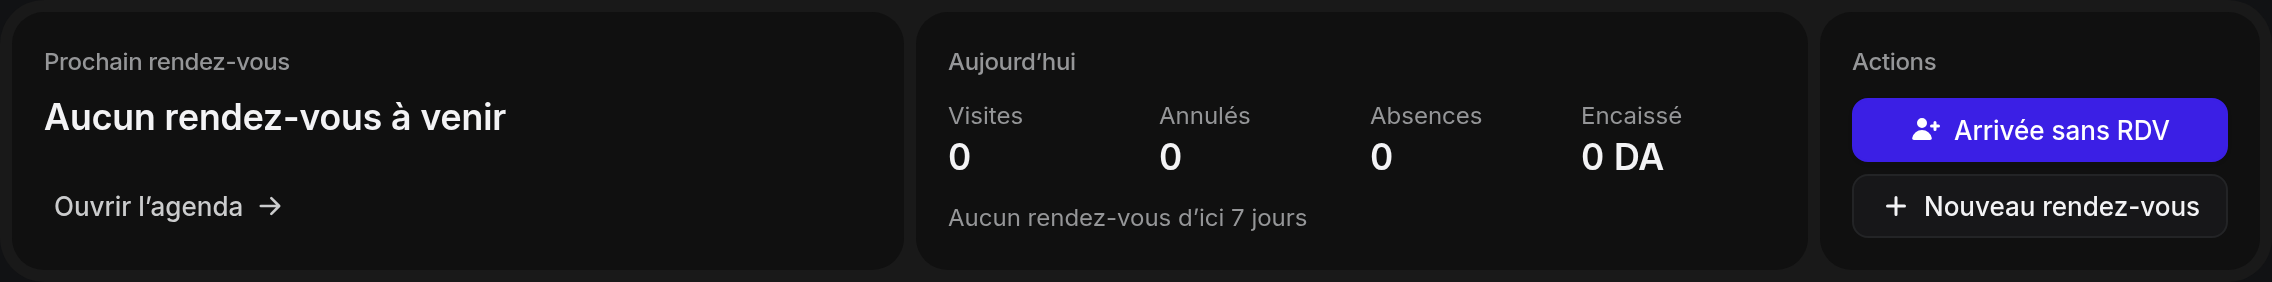 Prochain rendez-vous
Aucun rendez-vous à venir
Ouvrir l’agenda →
Aujourd’hui
Visites
0
Annulés
0
Absences
0
Encaissé
0 DA
Aucun rendez-vous d’ici 7 jours
Actions
Arrivée sans RDV
+ Nouveau rendez-vous